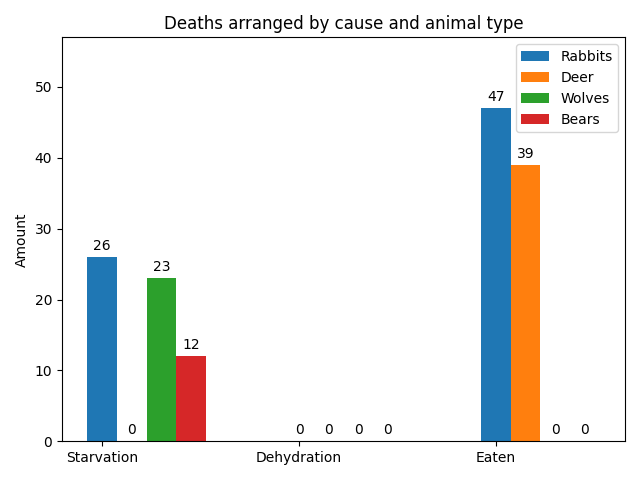 Deaths arranged by cause and animal type
Amount
50
40
30
20
10
0
Rabbits
Deer
Wolves
Bears
26
0
23
12
0
0
0
0
47
39
0
0
Starvation
Dehydration
Eaten